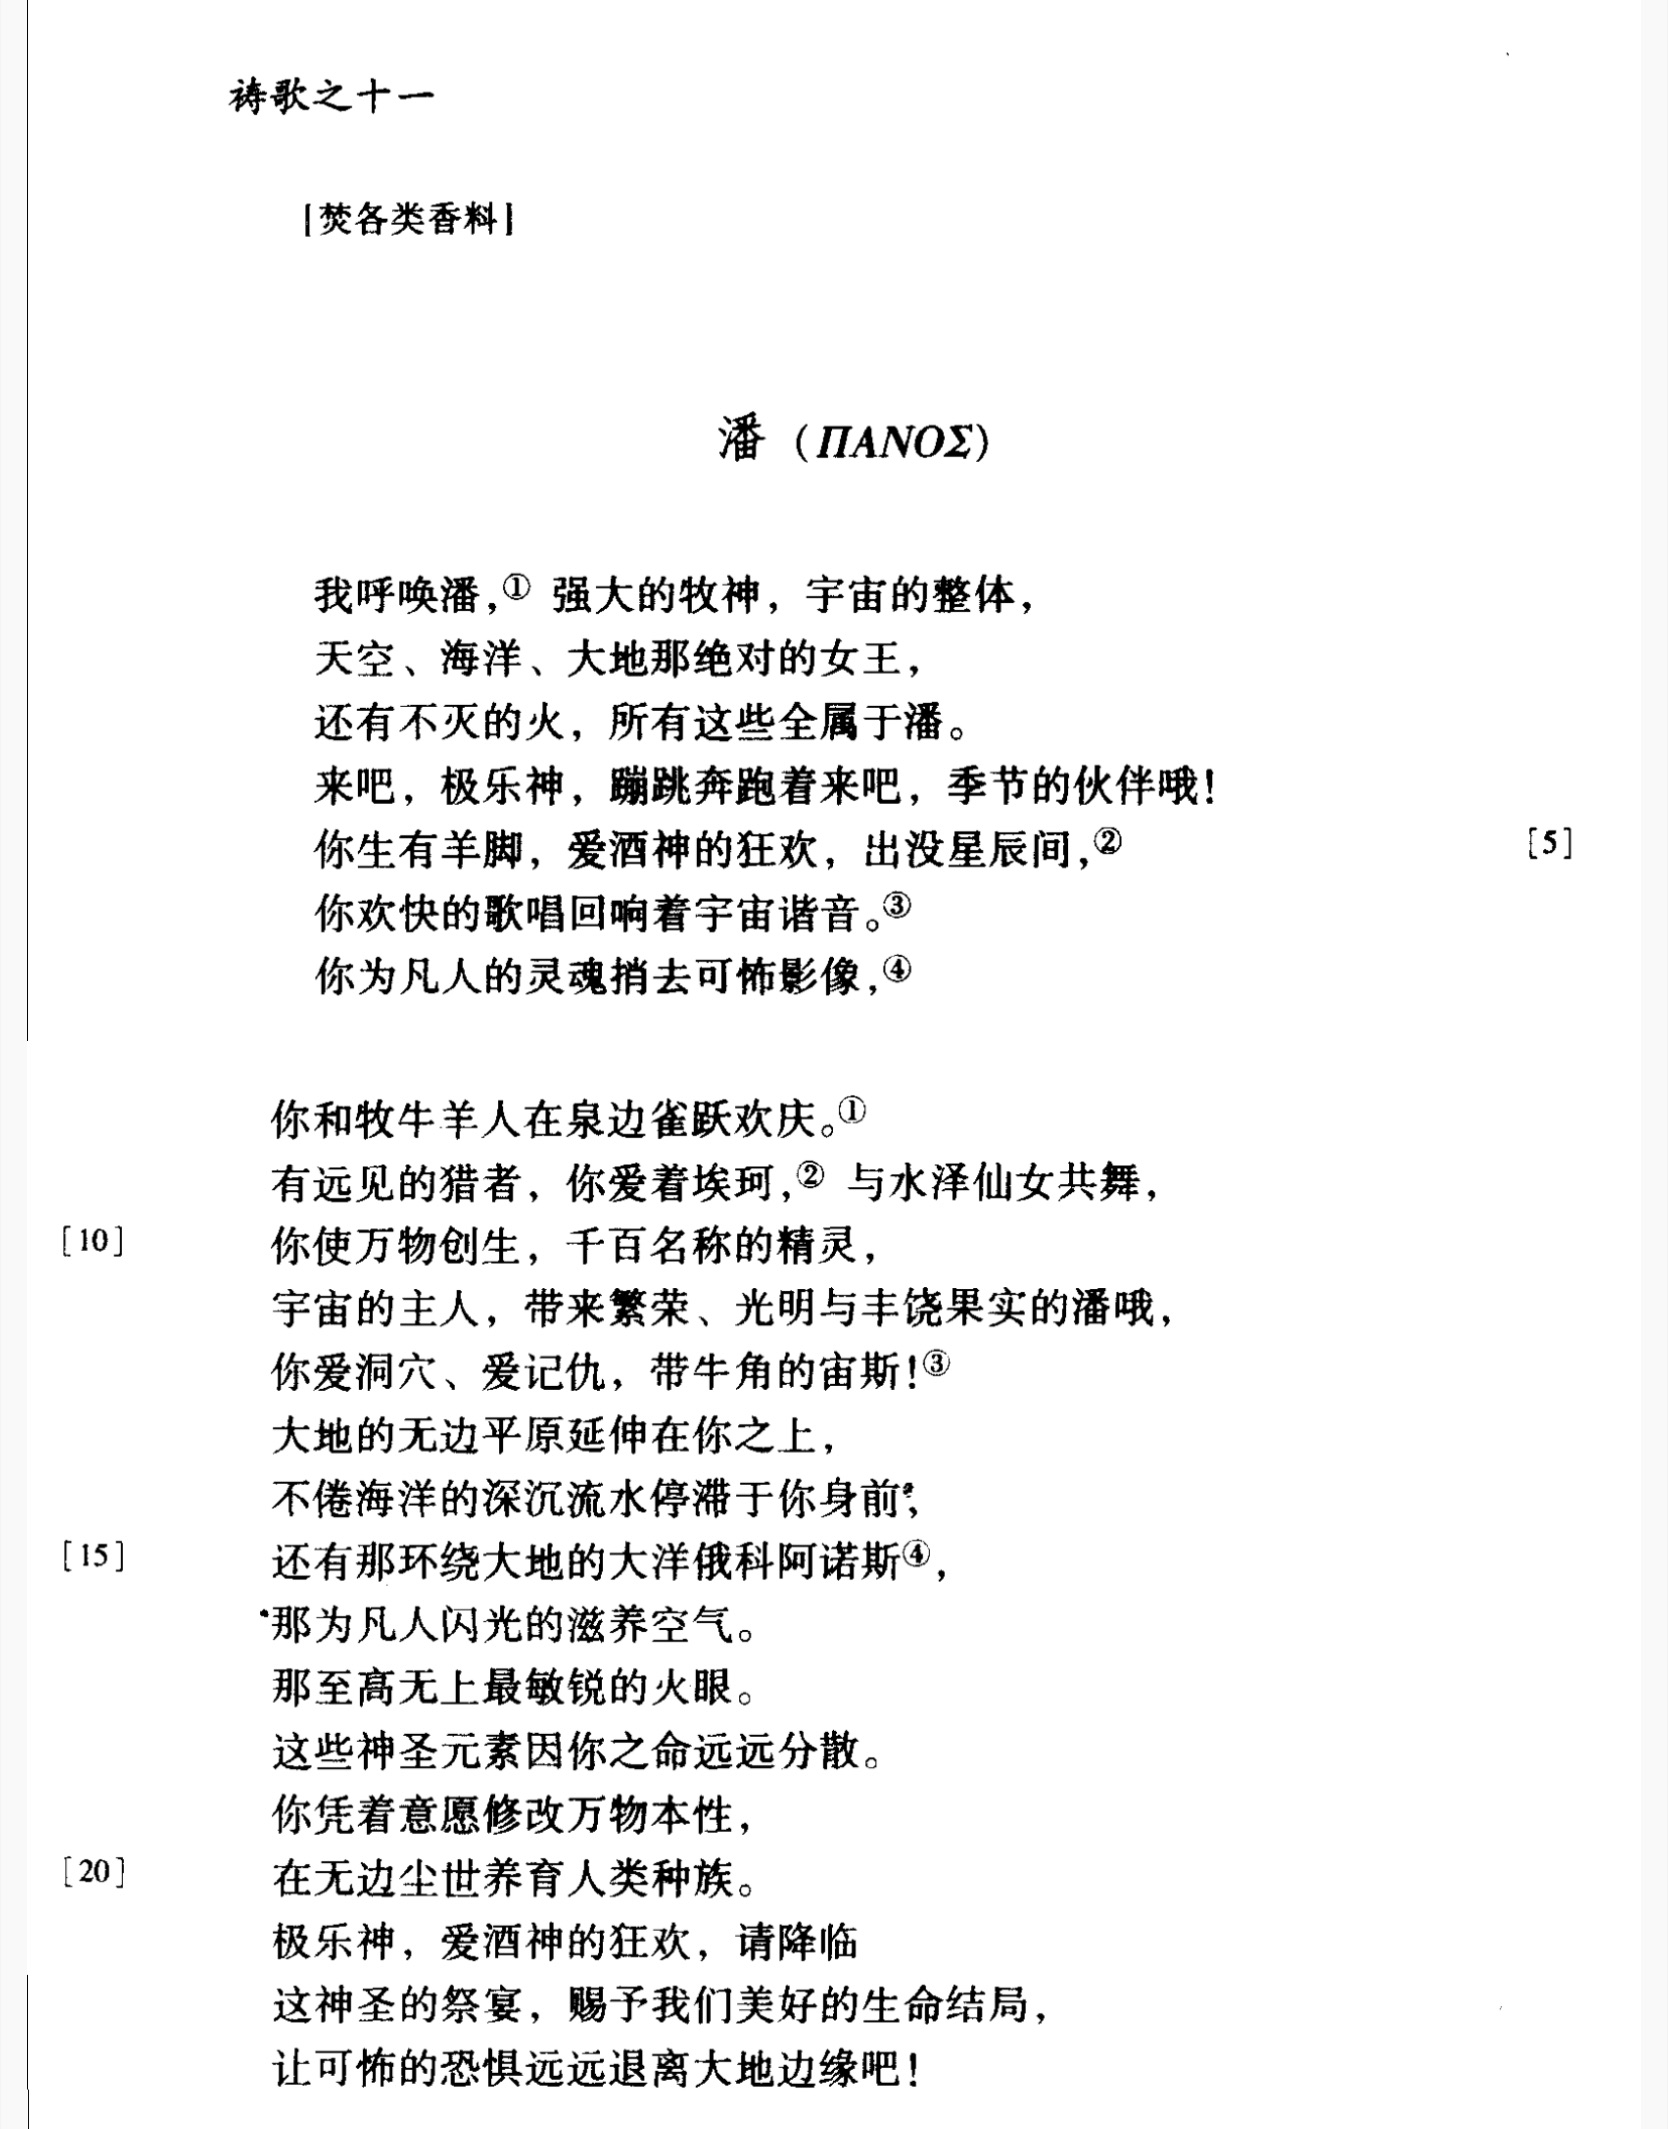 祷歌之十一
[焚各类香料]
潘 (ΠΑΝΟΣ)
我呼唤潘,① 强大的牧神，宇宙的整体，
天空、海洋、大地那绝对的女王，
还有不灭的火，所有这些全属于潘。
来吧，极乐神，蹦跳奔跑着来吧，季节的伙伴哦！
你生有羊脚，爱酒神的狂欢，出没星辰间,② [5]
你欢快的歌唱回响着宇宙谐音。③
你为凡人的灵魂捎去可怖影像,④
你和牧牛羊人在泉边雀跃欢庆。①
有远见的猎者，你爱着埃珂,② 与水泽仙女共舞，
[10] 你使万物创生，千百名称的精灵，
宇宙的主人，带来繁荣、光明与丰饶果实的潘哦，
你爱洞穴、爱记仇，带牛角的宙斯！③
大地的无边平原延伸在你之上，
不倦海洋的深沉流水停滞于你身前，
[15] 还有那环绕大地的大洋俄科阿诺斯④，
那为凡人闪光的滋养空气。
那至高无上最敏锐的火眼。
这些神圣元素因你之命远远分散。
你凭着意愿修改万物本性，
[20] 在无边尘世养育人类种族。
极乐神，爱酒神的狂欢，请降临
这神圣的祭宴，赐予我们美好的生命结局，
让可怖的恐惧远远退离大地边缘吧！